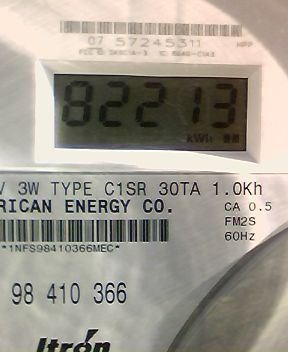 07 57245311
82213
kWh
V 3W TYPE C1SR 30TA 1.0Kh
RICAN ENERGY CO.
CA 0.5
FM2S
60Hz
*1NFS98410366MEC*
98 410 366
Itrón